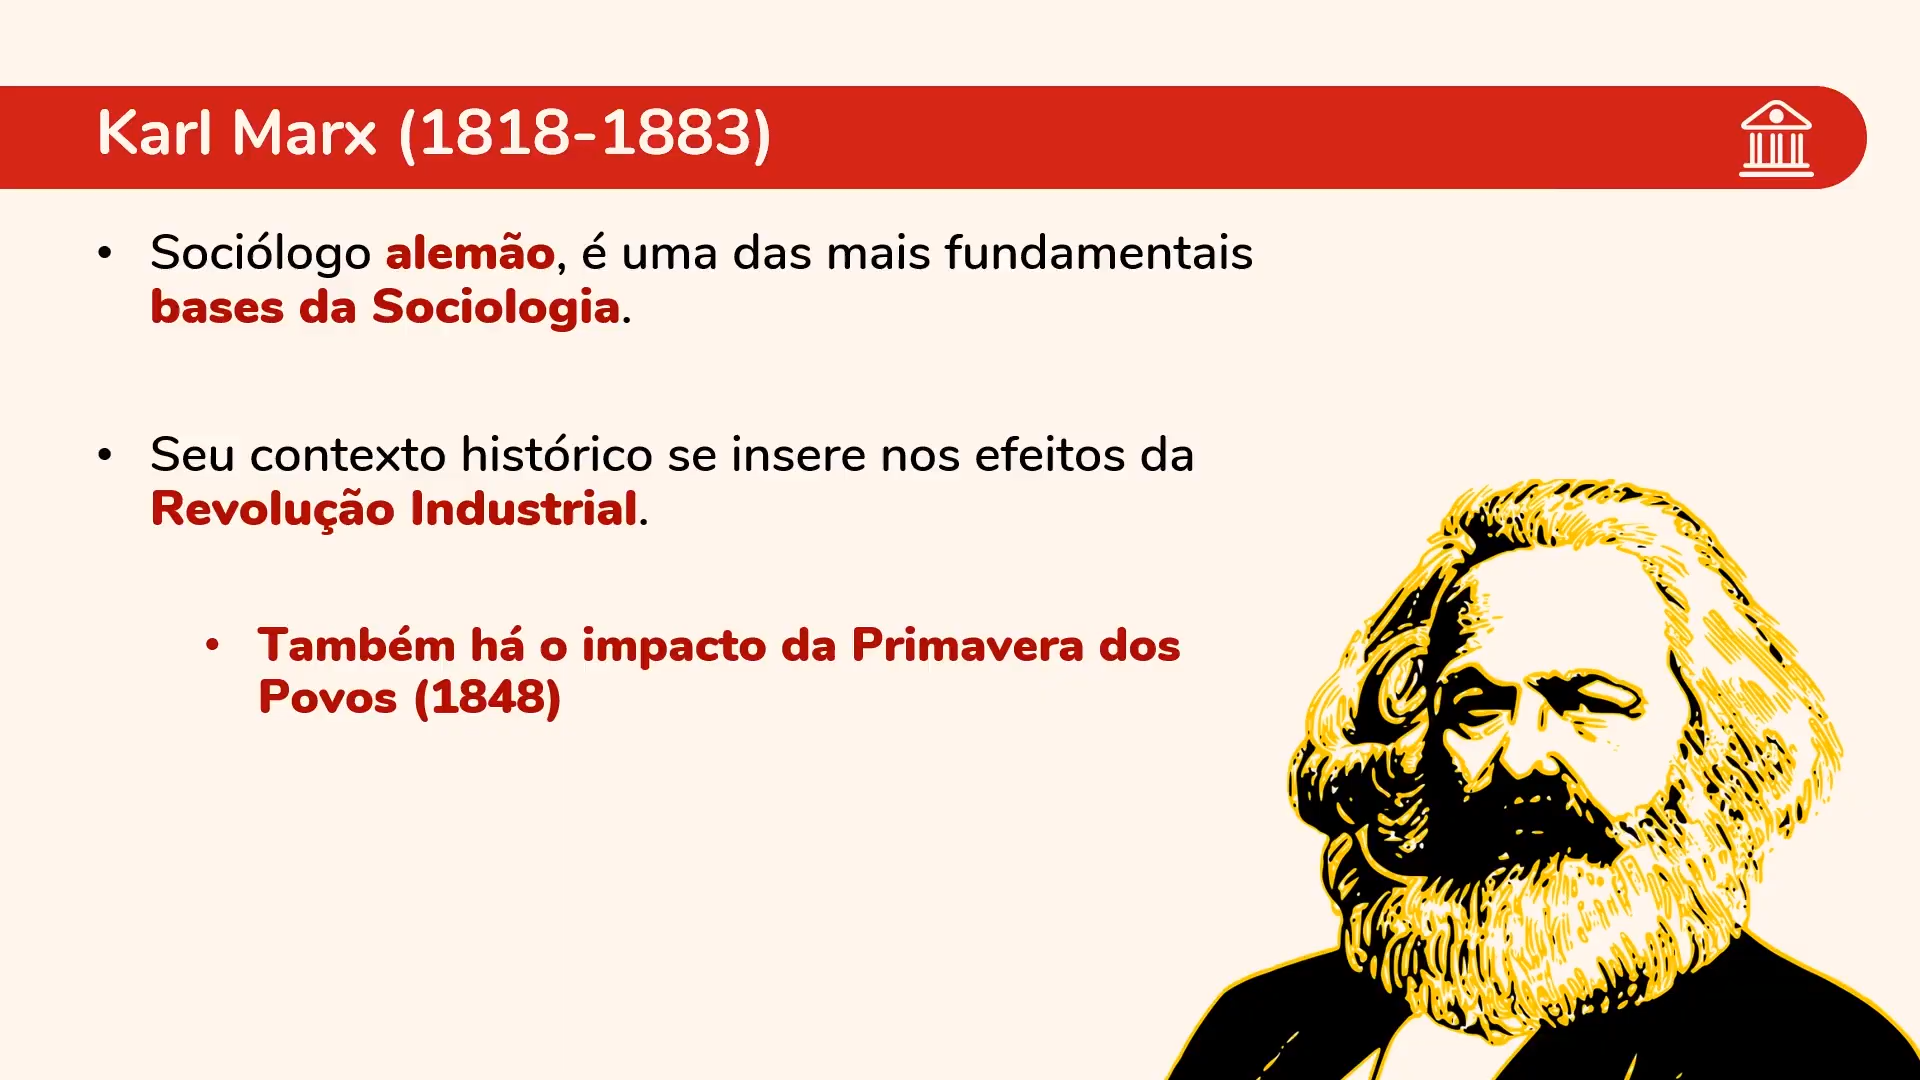 Karl Marx (1818-1883)
• Sociólogo alemão, é uma das mais fundamentais
bases da Sociologia.
• Seu contexto histórico se insere nos efeitos da
Revolução Industrial.
• Também há o impacto da Primavera dos
Povos (1848)